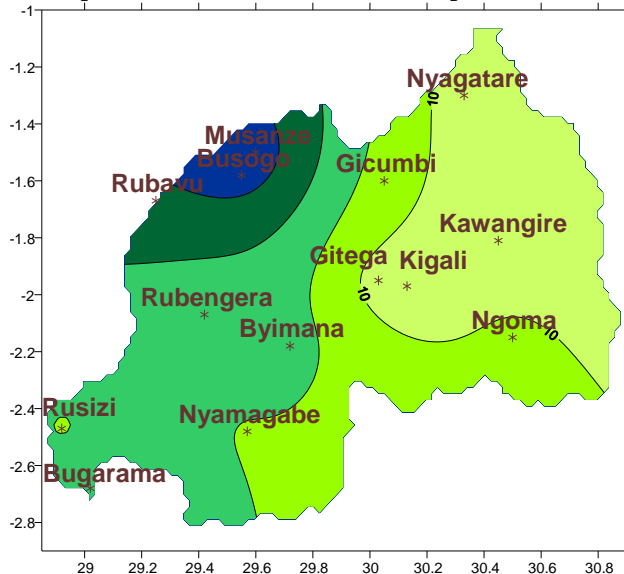 -1
-1.2
-1.4
-1.6
-1.8
-2
-2.2
-2.4
-2.6
-2.8
Nyagatare
10
Musanze
Busogo
Gicumbi
Rubavu
Kawangire
Gitega
Kigali
10
Rubengera
Ngoma
10
Byimana
Rusizi
Nyamagabe
Bugarama
29 29.2 29.4 29.6 29.8 30 30.2 30.4 30.6 30.8